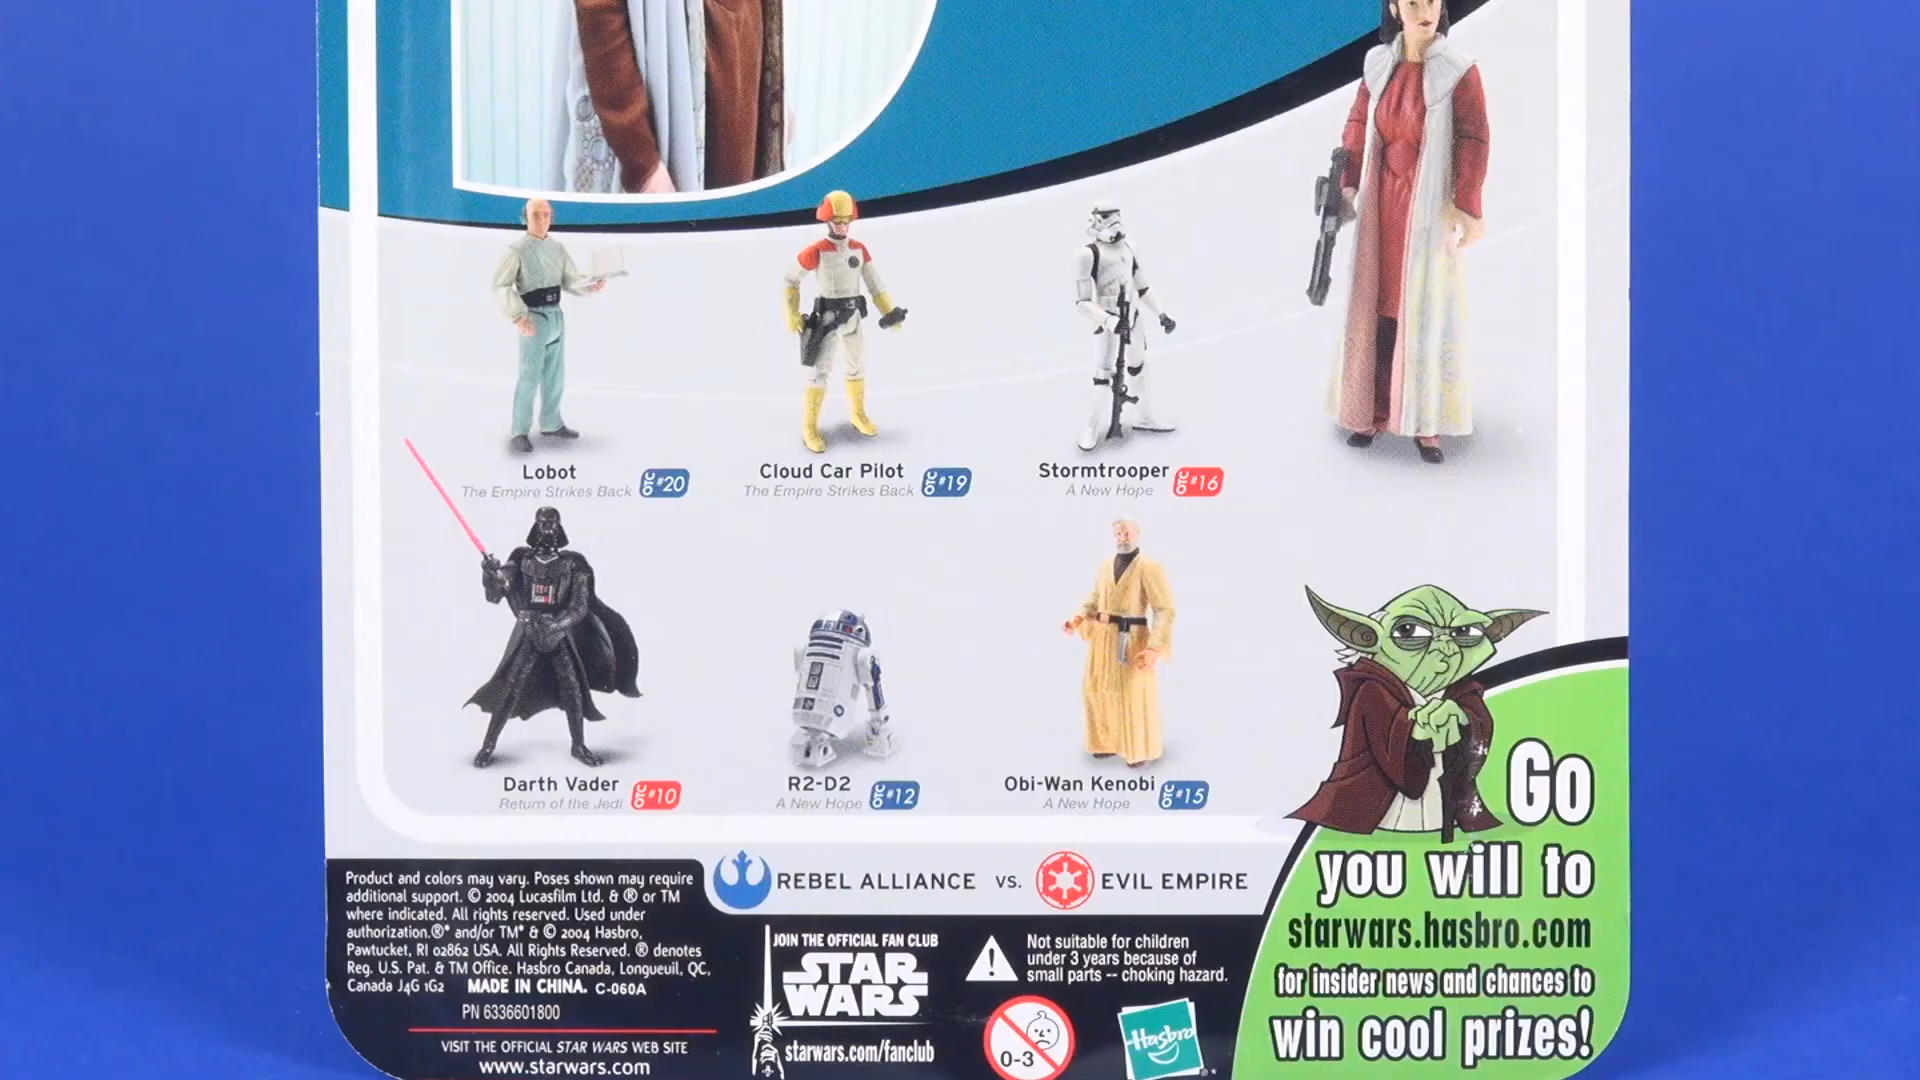 Lobot
The Empire Strikes Back
OTC #20
Cloud Car Pilot
The Empire Strikes Back
OTC #19
Stormtrooper
A New Hope
OTC #16
Darth Vader
Return of the Jedi
OTC #10
R2-D2
A New Hope
OTC #12
Obi-Wan Kenobi
A New Hope
OTC #15
REBEL ALLIANCE vs. EVIL EMPIRE
Product and colors may vary. Poses shown may require
additional support. © 2004 Lucasfilm Ltd. & ® or TM
where indicated. All rights reserved. Used under
authorization.®* and/or TM* & © 2004 Hasbro,
Pawtucket, RI 02862 USA. All Rights Reserved. ® denotes
Reg. U.S. Pat. & TM Office. Hasbro Canada, Longueuil, QC,
Canada J4G 1G2 MADE IN CHINA. C-060A
PN 6336601800
VISIT THE OFFICIAL STAR WARS WEB SITE
www.starwars.com
JOIN THE OFFICIAL FAN CLUB
STAR
WARS
starwars.com/fanclub
Not suitable for children
under 3 years because of
small parts -- choking hazard.
0-3
Hasbro
Go
you will to
starwars.hasbro.com
for insider news and chances to
win cool prizes!